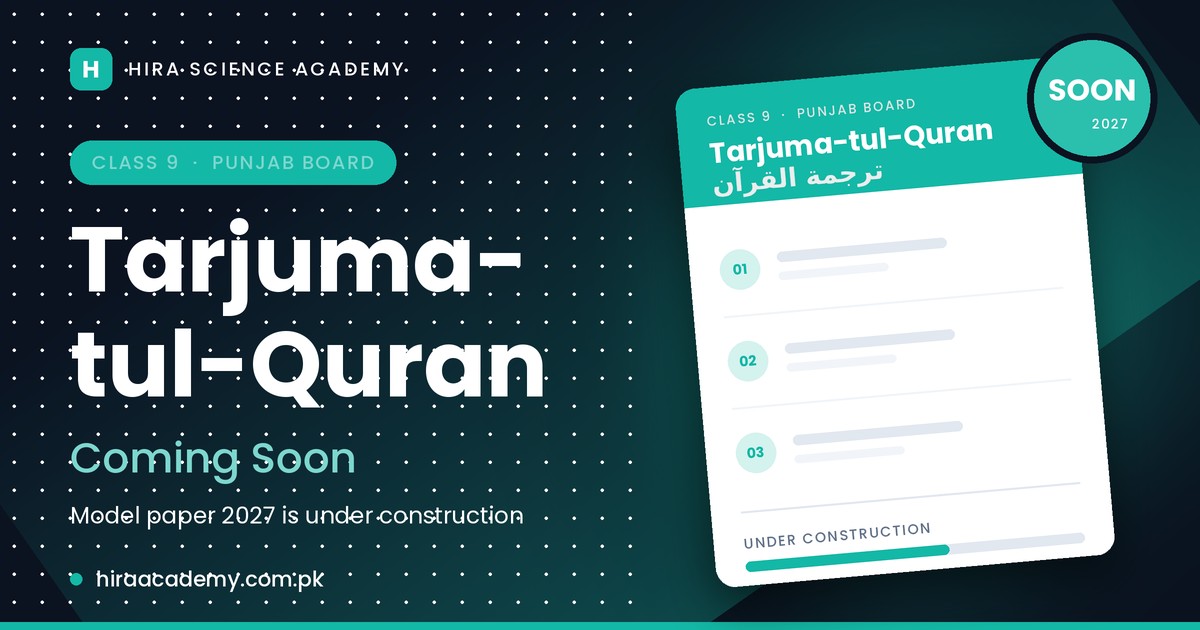 H
HIRA SCIENCE ACADEMY
CLASS 9 · PUNJAB BOARD
Tarjuma-
tul-Quran
Coming Soon
Model paper 2027 is under construction
hiraacademy.com.pk
SOON
2027
CLASS 9 · PUNJAB BOARD
Tarjuma-tul-Quran
ترجمة القرآن
01
02
03
UNDER CONSTRUCTION